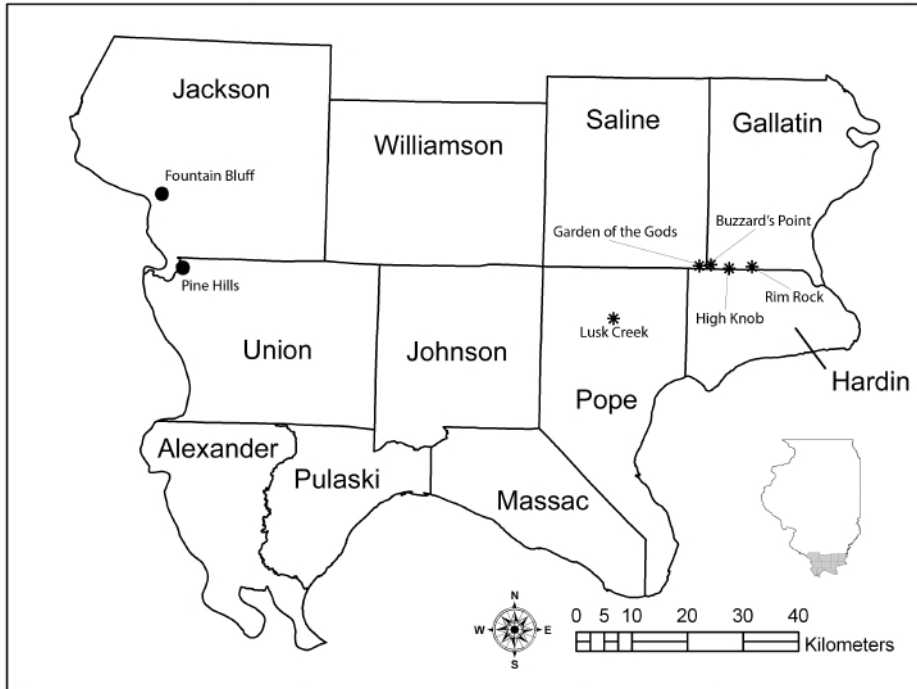 Jackson
Williamson
Saline
Gallatin
Fountain Bluff
Garden of the Gods
Buzzard's Point
Pine Hills
High Knob
Rim Rock
Lusk Creek
Union
Johnson
Pope
Hardin
Alexander
Pulaski
Massac
N
W
E
S
0 5 10 20 30 40
Kilometers